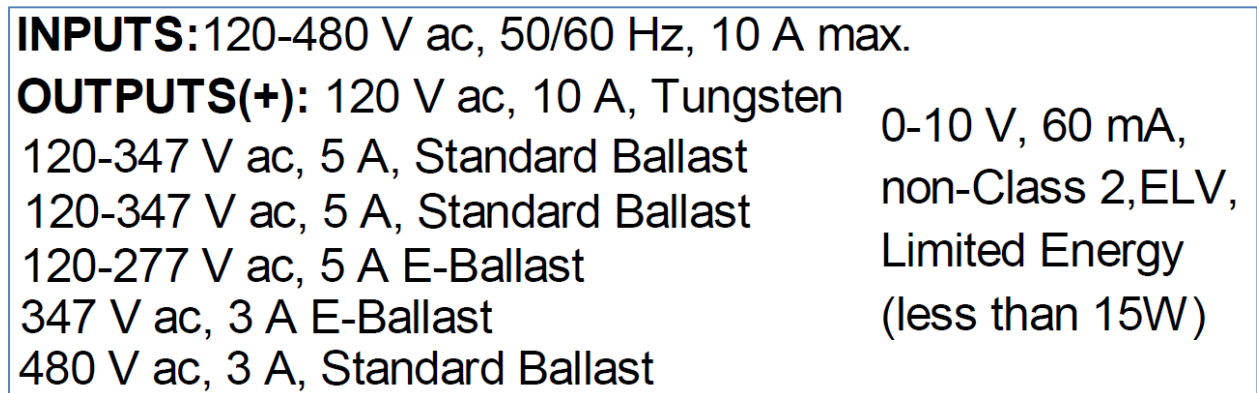 INPUTS:120-480 V ac, 50/60 Hz, 10 A max.
OUTPUTS(+): 120 V ac, 10 A, Tungsten
120-347 V ac, 5 A, Standard Ballast
120-347 V ac, 5 A, Standard Ballast
120-277 V ac, 5 A E-Ballast
347 V ac, 3 A E-Ballast
480 V ac, 3 A, Standard Ballast
0-10 V, 60 mA,
non-Class 2,ELV,
Limited Energy
(less than 15W)